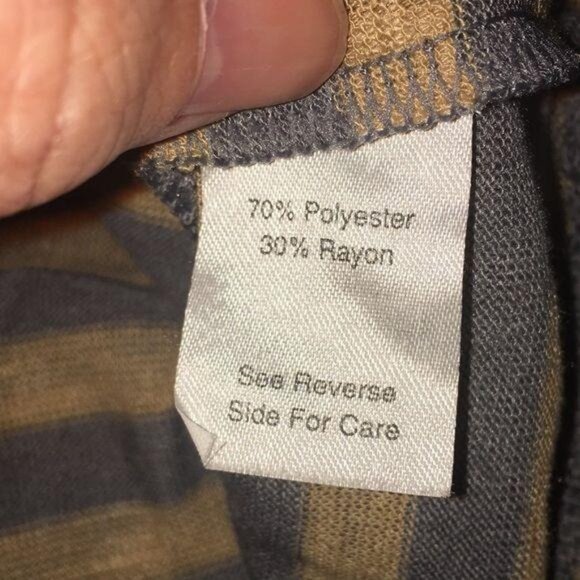 70% Polyester
30% Rayon
See Reverse
Side For Care